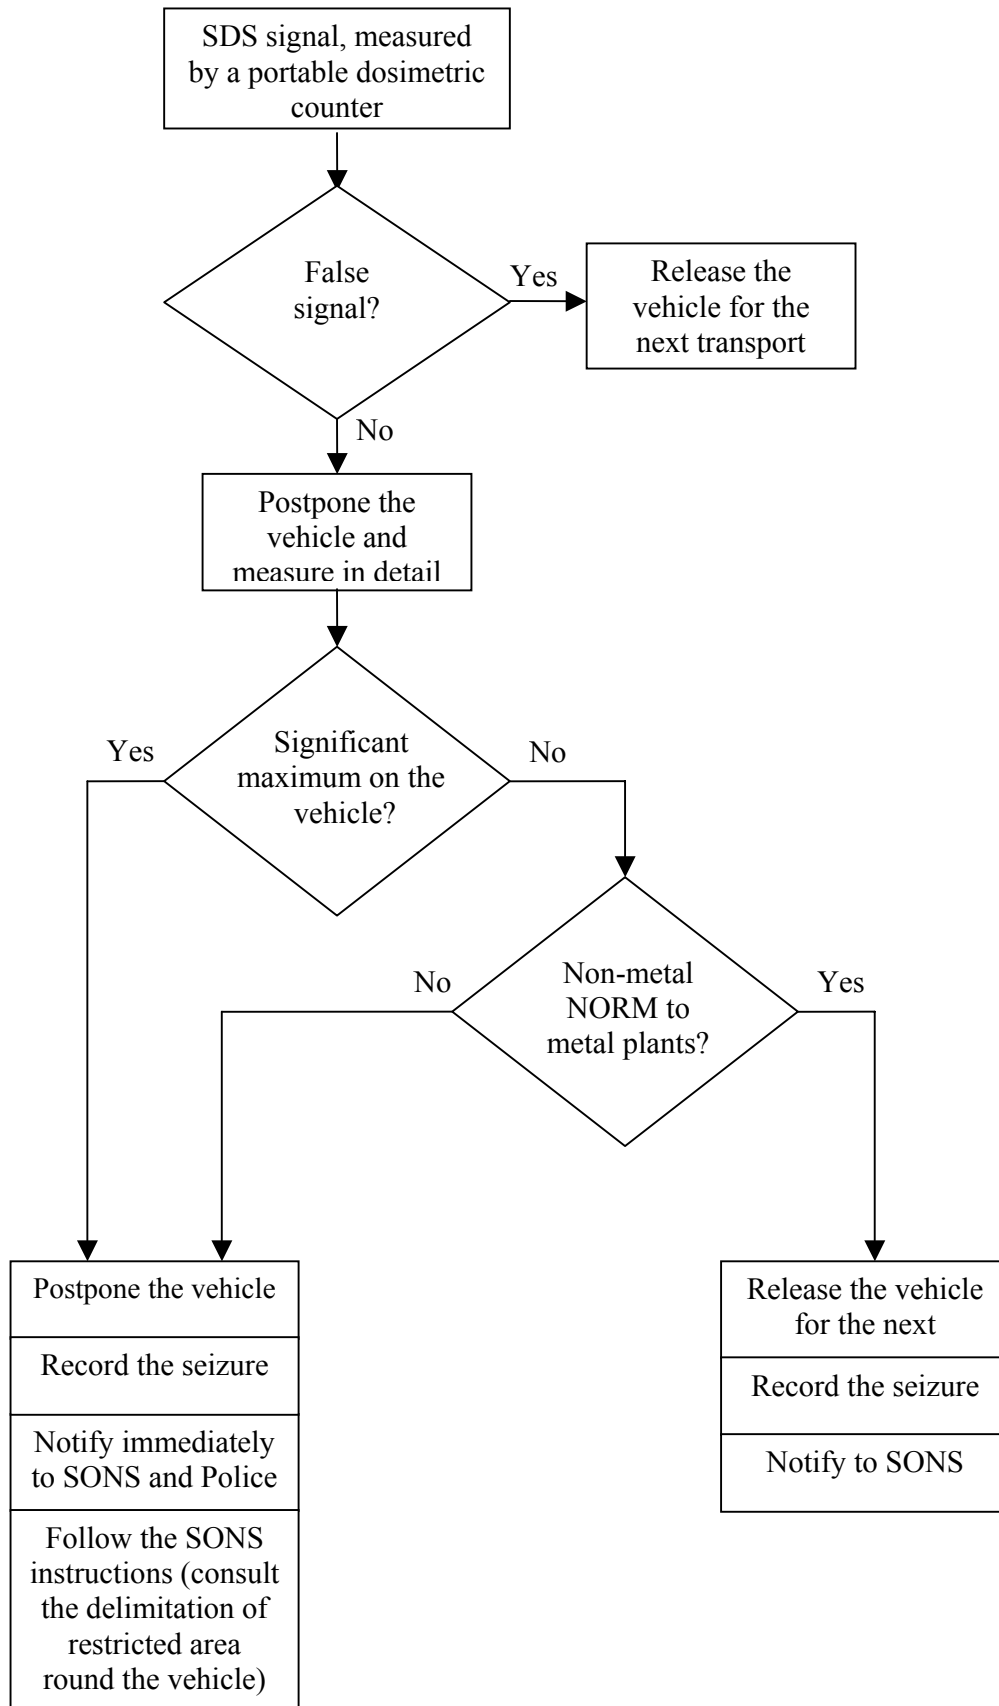 SDS signal, measured
by a portable dosimetric
counter
False
signal?
Yes
Release the
vehicle for the
next transport
No
Postpone the
vehicle and
measure in detail
Yes
Significant
maximum on the
vehicle?
No
No
Non-metal
NORM to
metal plants?
Yes
Postpone the vehicle
Record the seizure
Notify immediately
to SONS and Police
Follow the SONS
instructions (consult
the delimitation of
restricted area
round the vehicle)
Release the vehicle
for the next
Record the seizure
Notify to SONS